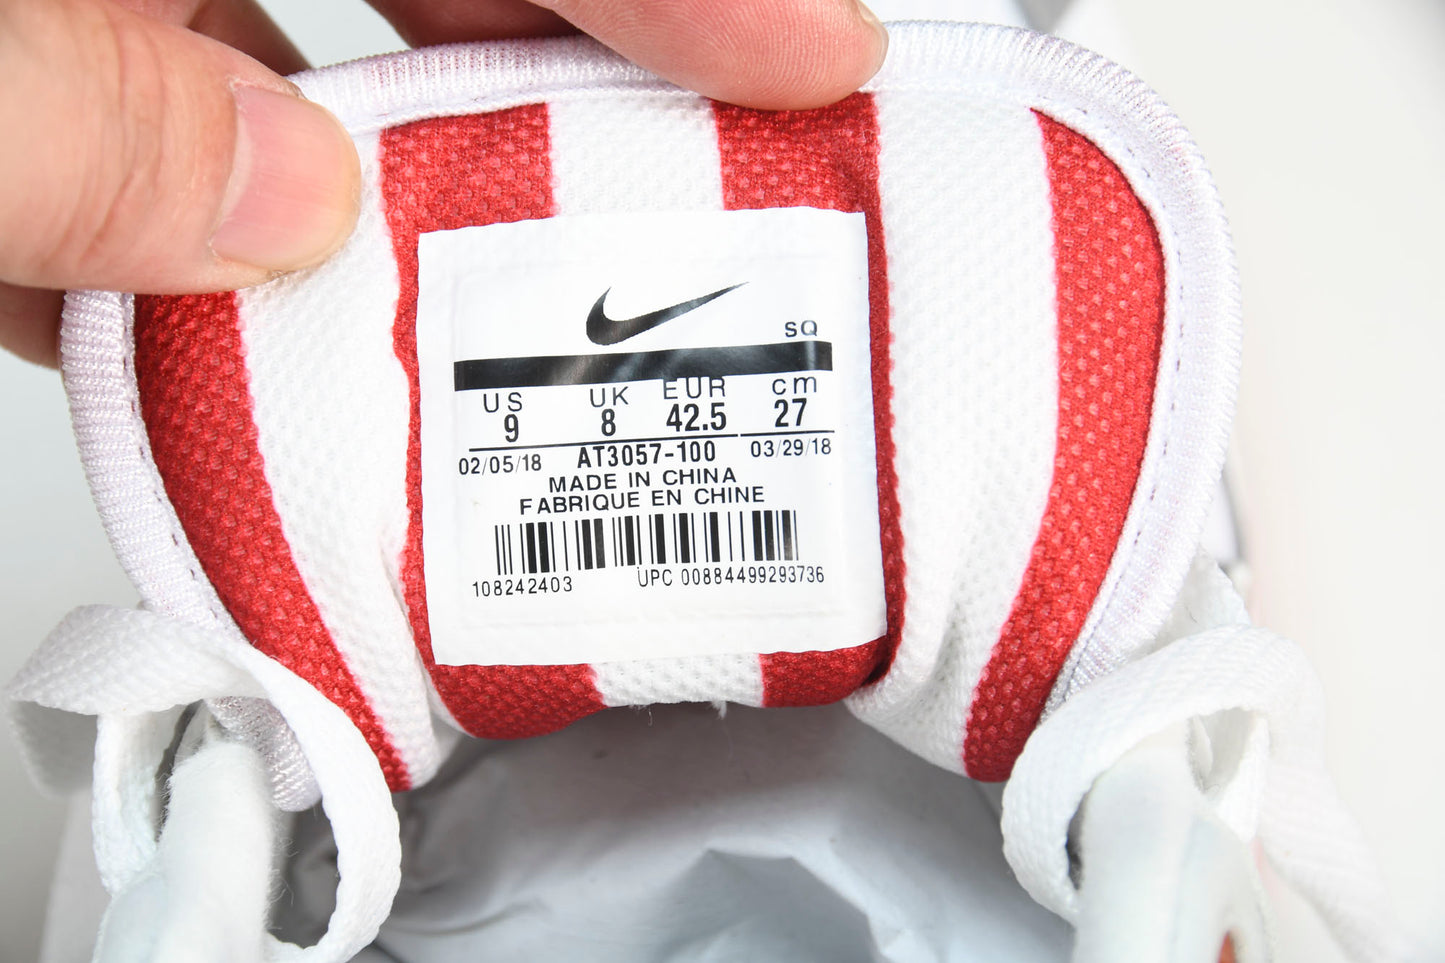 SQ
US UK EUR cm
9 8 42.5 27
02/05/18 AT3057-100 03/29/18
MADE IN CHINA
FABRIQUE EN CHINE
108242403 UPC 00884499293736